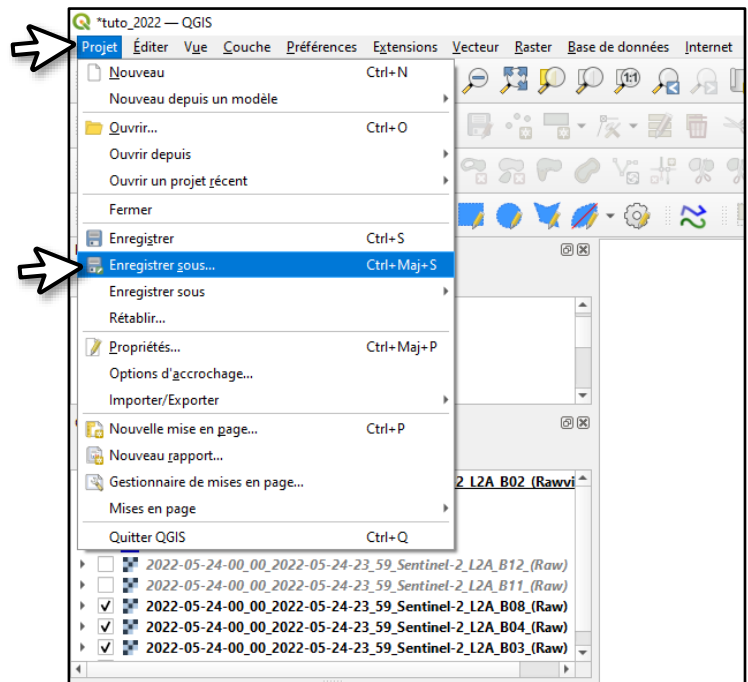 *tuto_2022 — QGIS
Projet Éditer Vue Couche Préférences Extensions Vecteur Raster Base de données Internet
Nouveau Ctrl+N
Nouveau depuis un modèle
Ouvrir... Ctrl+O
Ouvrir depuis
Ouvrir un projet récent
Fermer
Enregistrer Ctrl+S
Enregistrer sous... Ctrl+Maj+S
Enregistrer sous
Rétablir...
Propriétés... Ctrl+Maj+P
Options d'accrochage...
Importer/Exporter
Nouvelle mise en page... Ctrl+P
Nouveau rapport...
Gestionnaire de mises en page... 2_L2A_B02_(Rawvi
Mises en page
Quitter QGIS Ctrl+Q
2022-05-24-00_00_2022-05-24-23_59_Sentinel-2_L2A_B12_(Raw)
2022-05-24-00_00_2022-05-24-23_59_Sentinel-2_L2A_B11_(Raw)
2022-05-24-00_00_2022-05-24-23_59_Sentinel-2_L2A_B08_(Raw)
2022-05-24-00_00_2022-05-24-23_59_Sentinel-2_L2A_B04_(Raw)
2022-05-24-00_00_2022-05-24-23_59_Sentinel-2_L2A_B03_(Raw)